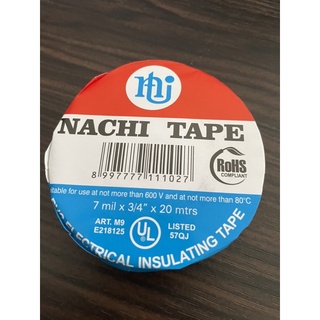 nhj
NACHI TAPE
8 997777 111027
RoHS
COMPLIANT
table for use at not more than 600 V and at not more than 80°C
7 mil x 3/4" x 20 mtrs
ART. M9
E218125
UL
LISTED
57QJ
ELECTRICAL INSULATING TAPE